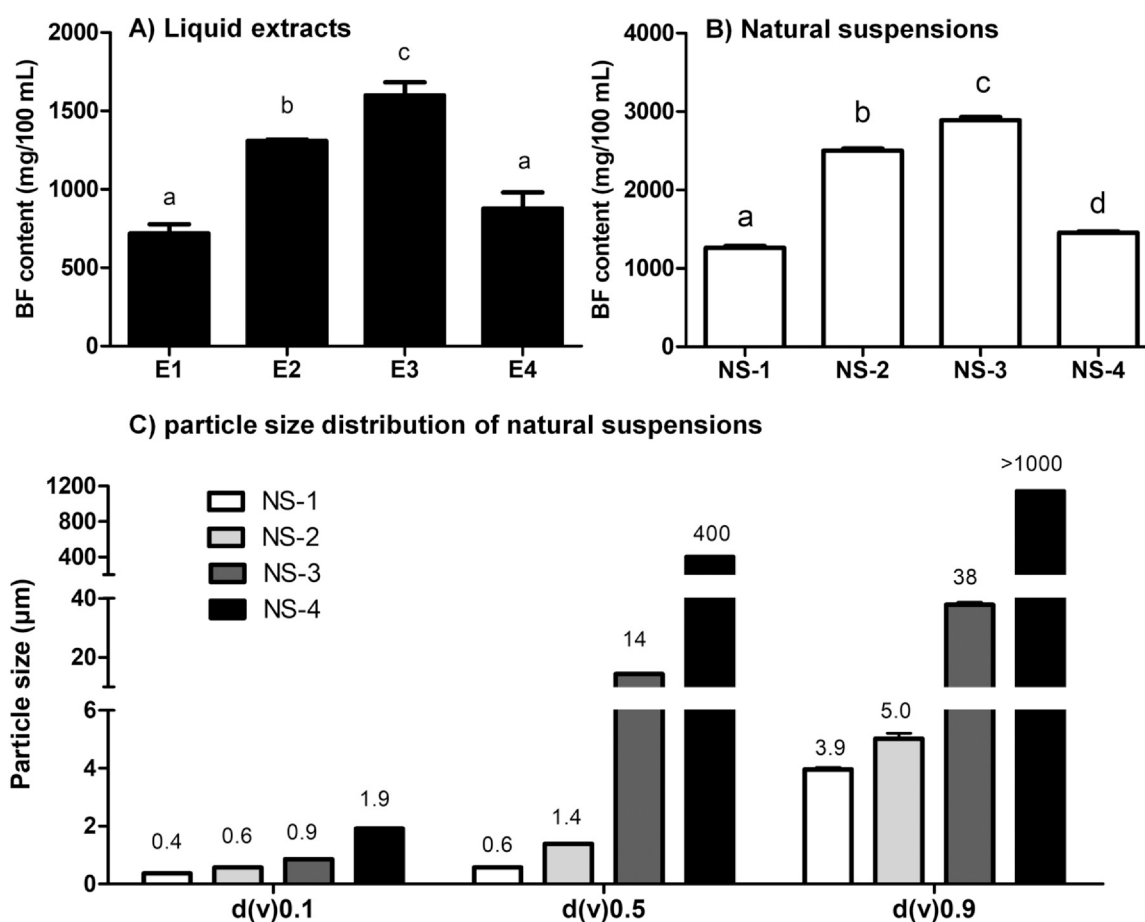 A) Liquid extracts
BF content (mg/100 mL)
2000
1500
1000
500
0
a
b
c
a
E1 E2 E3 E4
B) Natural suspensions
BF content (mg/100 mL)
4000
3000
2000
1000
0
a
b
c
d
NS-1 NS-2 NS-3 NS-4
C) particle size distribution of natural suspensions
Particle size (µm)
1200
800
400
40
20
6
4
2
0
NS-1
NS-2
NS-3
NS-4
0.4 0.6 0.9 1.9
0.6 1.4 14 400
3.9 5.0 38 >1000
d(v)0.1 d(v)0.5 d(v)0.9